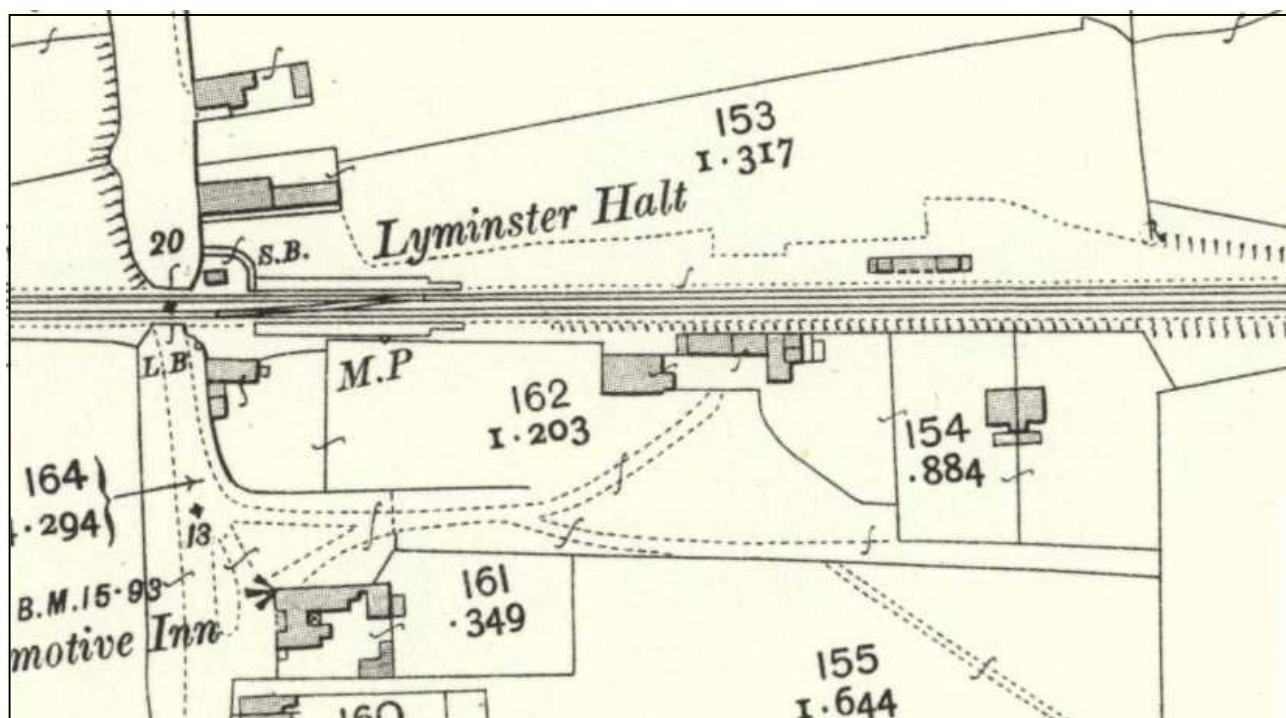 153
1·317
Lyminster Halt
20
S.B.
L.B
M.P
162
1·203
154
·884
164
·294
13
B.M.15·93
161
·349
motive Inn
155
1·644
160